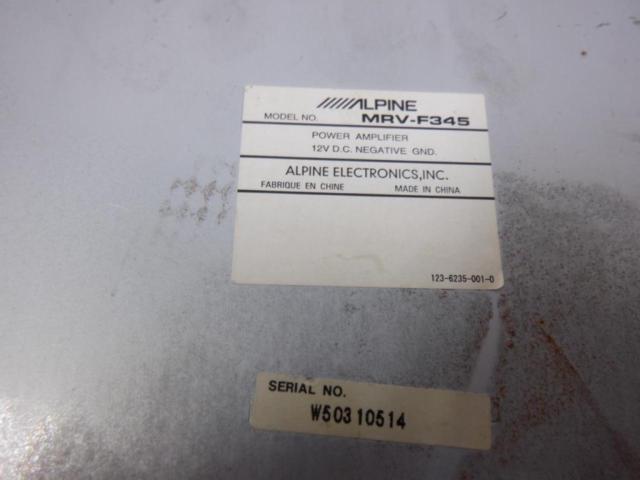 ALPINE
MODEL NO. MRV-F345
POWER AMPLIFIER
12V D.C. NEGATIVE GND.
ALPINE ELECTRONICS,INC.
FABRIQUE EN CHINE MADE IN CHINA
123-6235-001-0
SERIAL NO.
W50310514